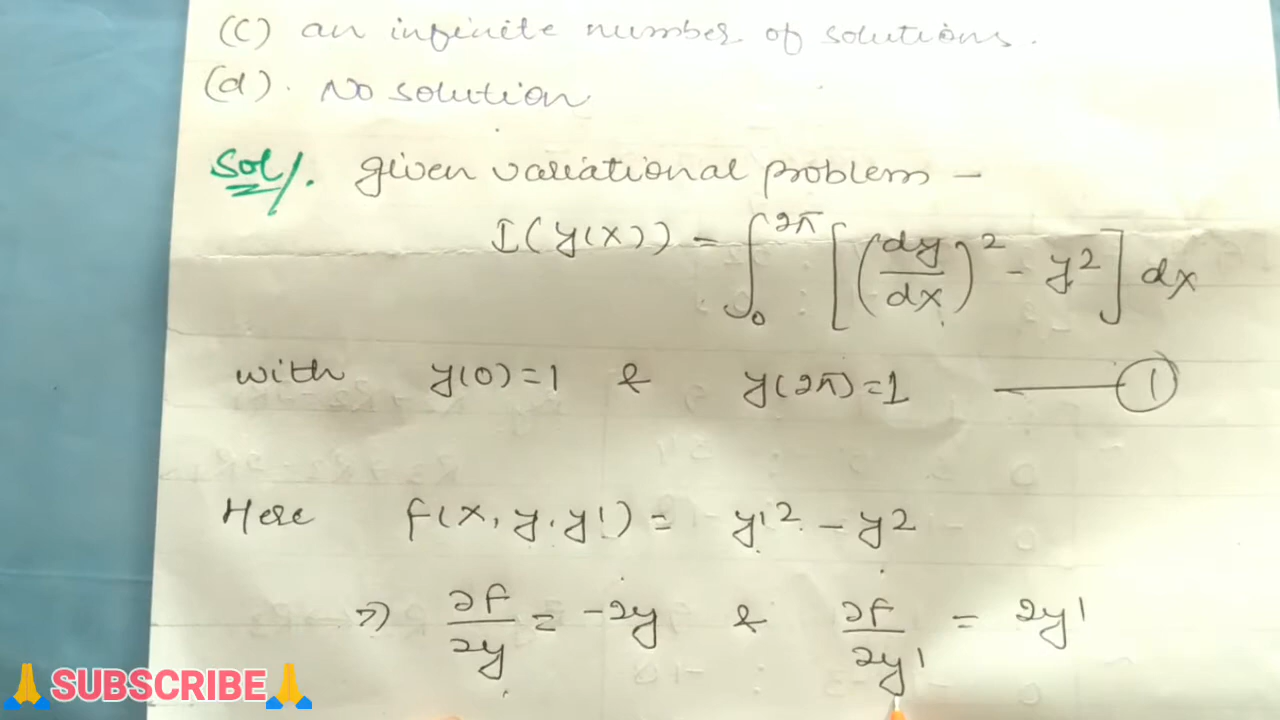 (c) an infinite number of solutions.
(d). No solution
Sol/. given variational problem -
I(y(x)) = ∫₀^2π [(dy/dx)² - y²] dx
with y(0)=1 & y(2π)=1 —— ①
Here f(x, y, y') = y'² - y²
⇒ ∂f/∂y = -2y & ∂f/∂y' = 2y'
🙏SUBSCRIBE🙏